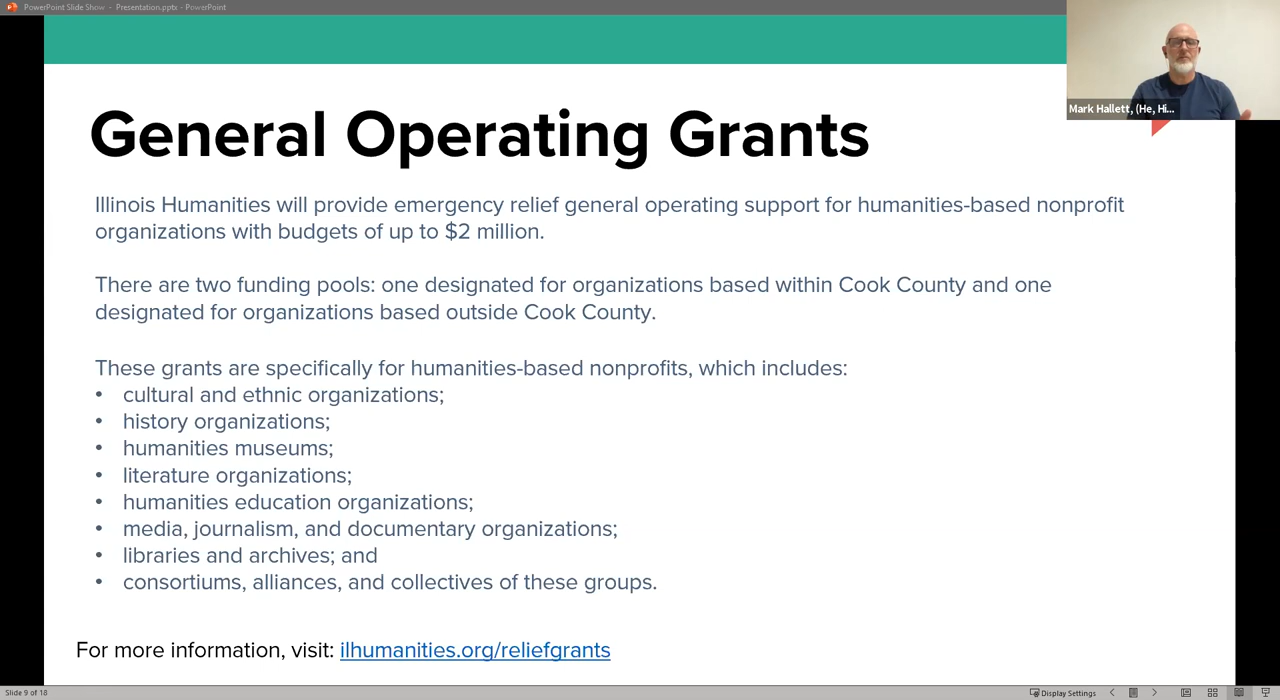 PowerPoint Slide Show - Presentation.pptx - PowerPoint
Mark Hallett, (He, Hi...
General Operating Grants
Illinois Humanities will provide emergency relief general operating support for humanities-based nonprofit
organizations with budgets of up to $2 million.
There are two funding pools: one designated for organizations based within Cook County and one
designated for organizations based outside Cook County.
These grants are specifically for humanities-based nonprofits, which includes:
• cultural and ethnic organizations;
• history organizations;
• humanities museums;
• literature organizations;
• humanities education organizations;
• media, journalism, and documentary organizations;
• libraries and archives; and
• consortiums, alliances, and collectives of these groups.
For more information, visit: ilhumanities.org/reliefgrants
Slide 9 of 18
Display Settings